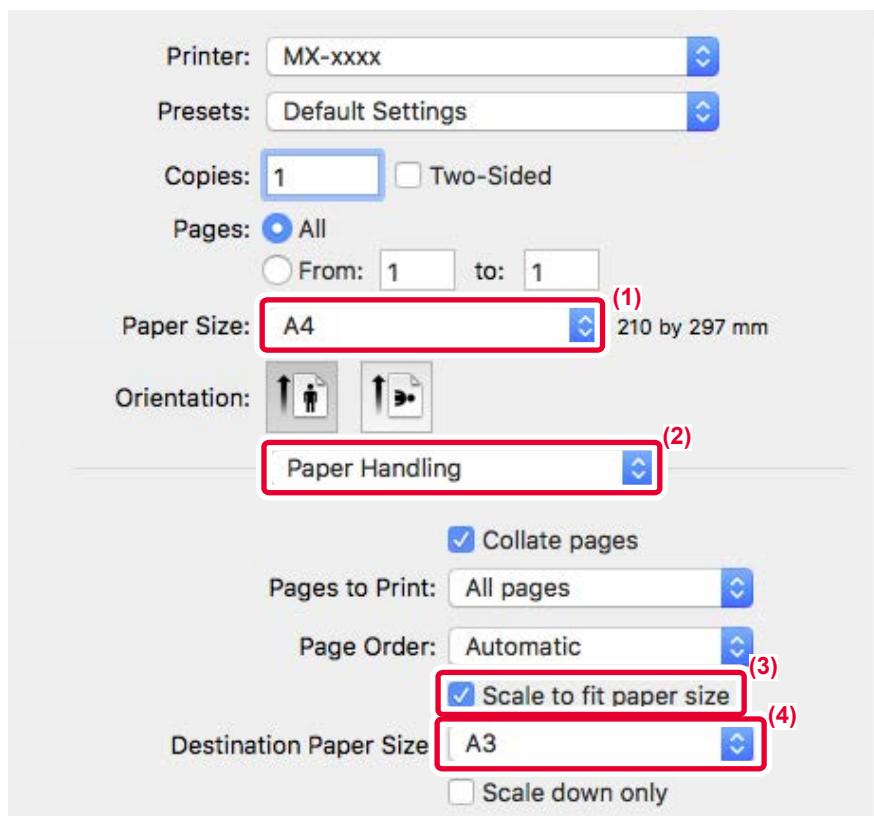 Printer: MX-xxxx
Presets: Default Settings
Copies: 1 Two-Sided
Pages: All
From: 1 to: 1
(1)
Paper Size: A4 210 by 297 mm
Orientation:
(2)
Paper Handling
Collate pages
Pages to Print: All pages
Page Order: Automatic
(3)
Scale to fit paper size
(4)
Destination Paper Size A3
Scale down only